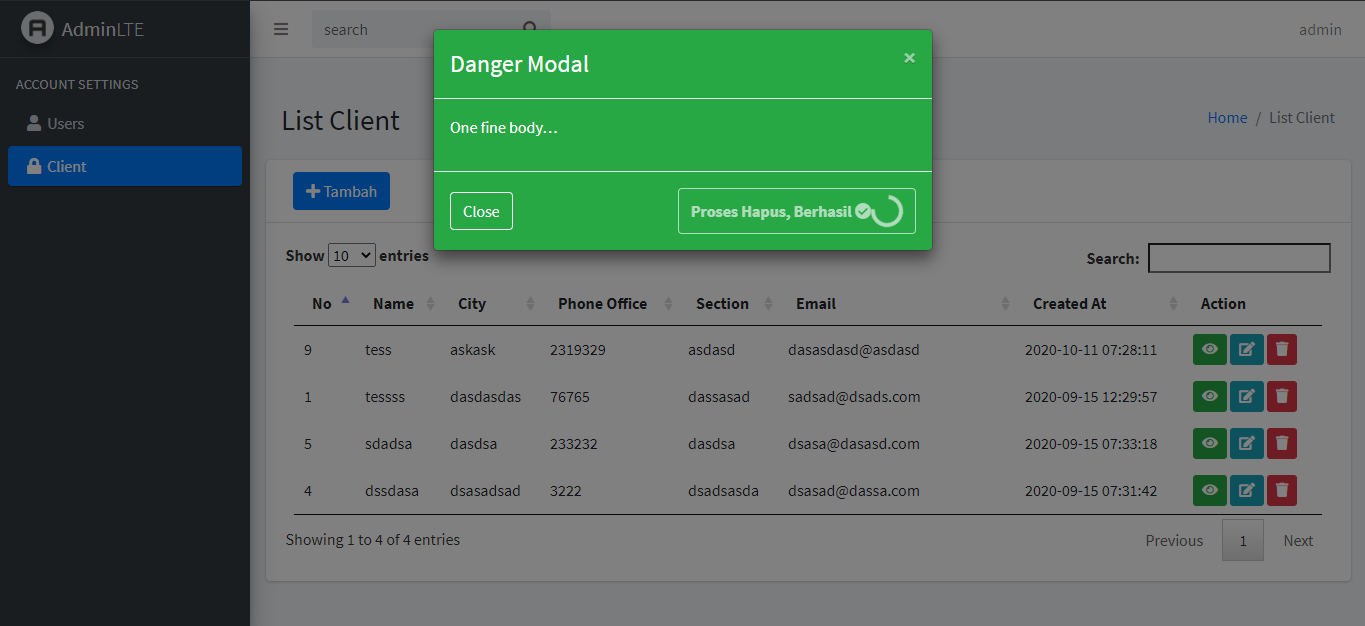 AdminLTE
search
admin
ACCOUNT SETTINGS
Users
Client
Danger Modal
×
One fine body…
Close
Proses Hapus, Berhasil
List Client
Home / List Client
Tambah
Show 10 entries
Search:
No Name City Phone Office Section Email Created At Action
9 tess askask 2319329 asdasd dasasdasd@asdasd 2020-10-11 07:28:11
1 tessss dasdasdas 76765 dassasad sadsad@dsads.com 2020-09-15 12:29:57
5 sdadsa dasdsa 233232 dasdsa dsasa@dasasd.com 2020-09-15 07:33:18
4 dssdasa dsasadsad 3222 dsadsasda dsasad@dassa.com 2020-09-15 07:31:42
Showing 1 to 4 of 4 entries
Previous 1 Next